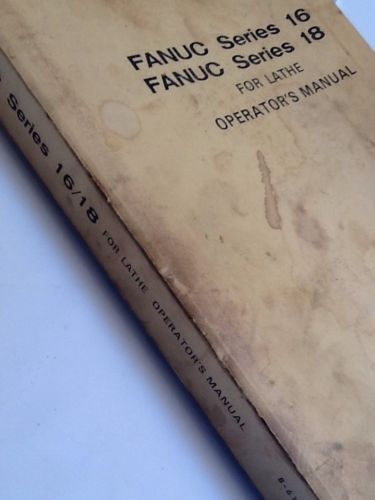 FANUC Series 16
FANUC Series 18
FOR LATHE
OPERATOR'S MANUAL
Series 16/18 FOR LATHE OPERATOR'S MANUAL